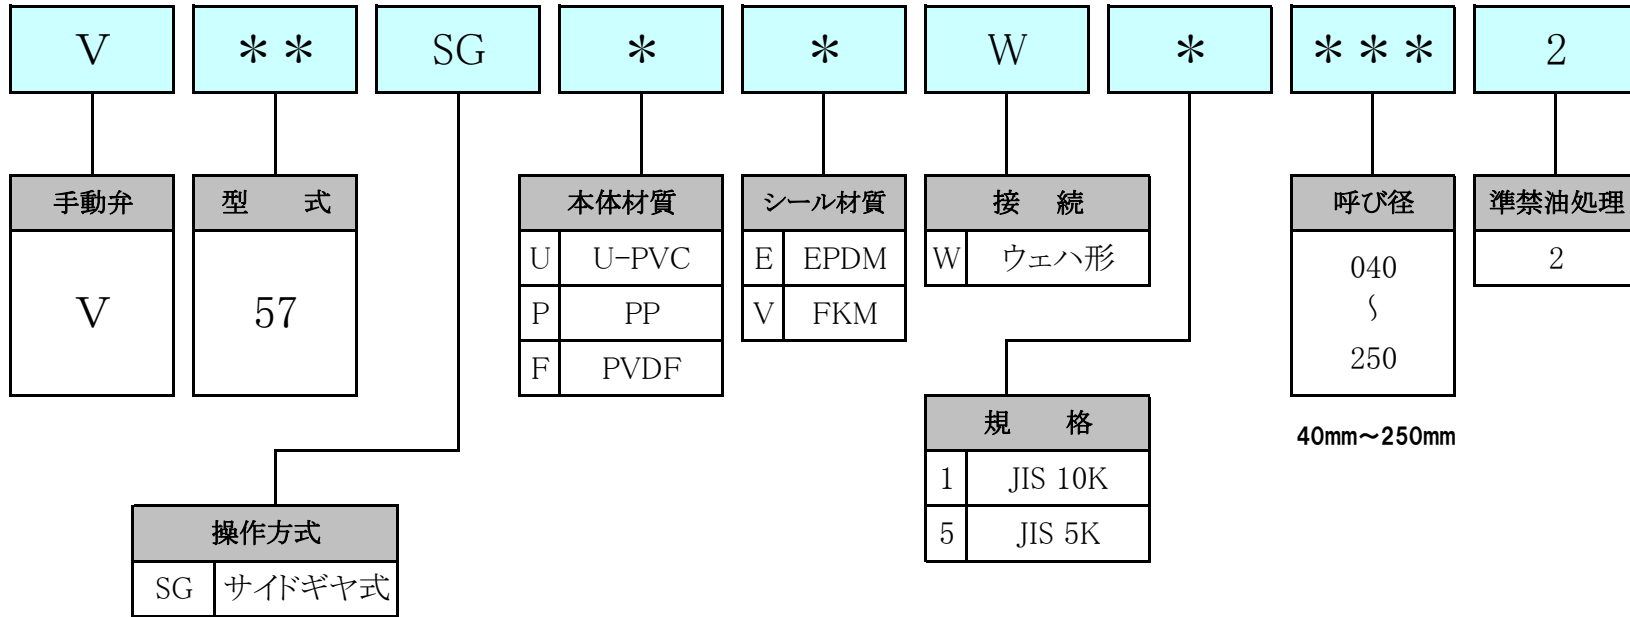 V ** SG * * W * *** 2
手動弁 型 式 本体材質 シール材質 接 続 呼び径 準禁油処理
V 57 U U-PVC E EPDM W ウェハ形 040 ~ 250 2
P PP V FKM
F PVDF
規 格
1 JIS 10K
5 JIS 5K
40mm~250mm
操作方式
SG サイドギヤ式